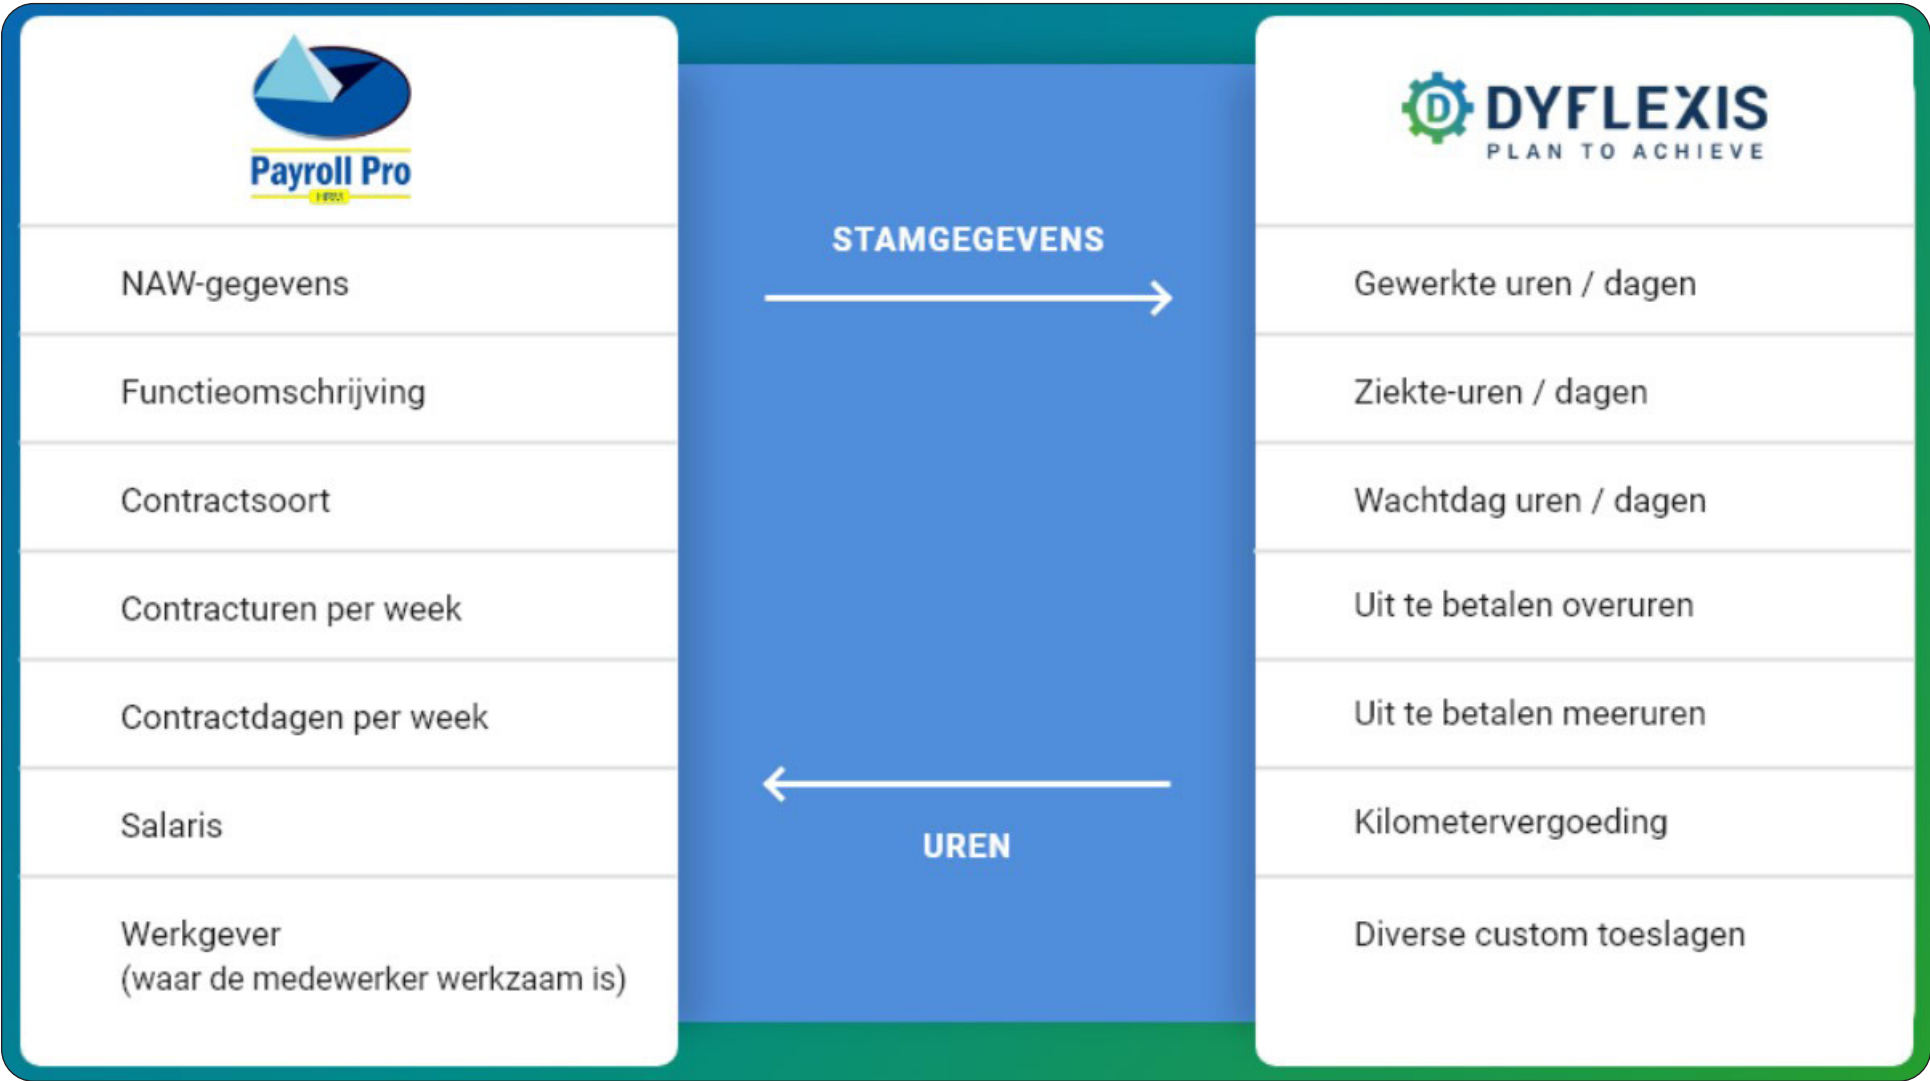 Payroll Pro
HRM
NAW-gegevens
Functieomschrijving
Contractsoort
Contracturen per week
Contractdagen per week
Salaris
Werkgever
(waar de medewerker werkzaam is)
STAMGEGEVENS
UREN
D DYFLEXIS
PLAN TO ACHIEVE
Gewerkte uren / dagen
Ziekte-uren / dagen
Wachtdag uren / dagen
Uit te betalen overuren
Uit te betalen meeruren
Kilometervergoeding
Diverse custom toeslagen